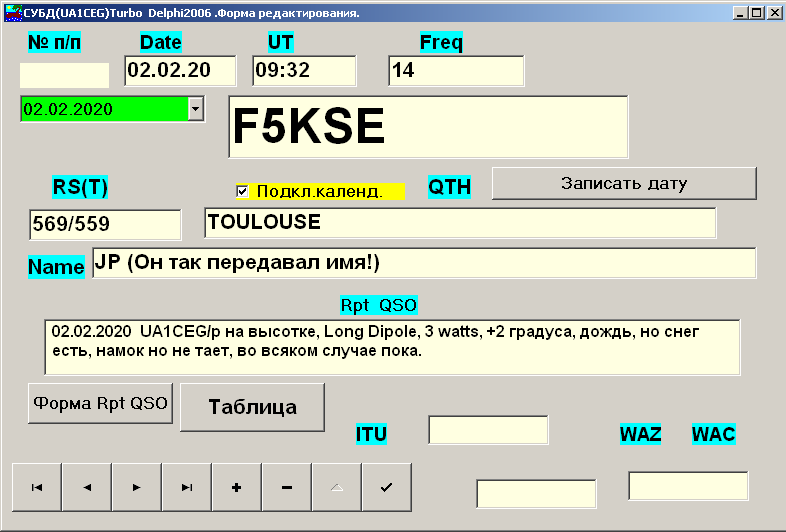 СУБД(UA1CEG)Turbo Delphi2006 .Форма редактирования.
№ п/п Date UT Freq
02.02.20 09:32 14
02.02.2020
F5KSE
RS(T) Подкл.календ. QTH Записать дату
569/559 TOULOUSE
Name JP (Он так передавал имя!)
Rpt QSO
02.02.2020 UA1CEG/p на высотке, Long Dipole, 3 watts, +2 градуса, дождь, но снег
есть, намок но не тает, во всяком случае пока.
Форма Rpt QSO Таблица
ITU WAZ WAC